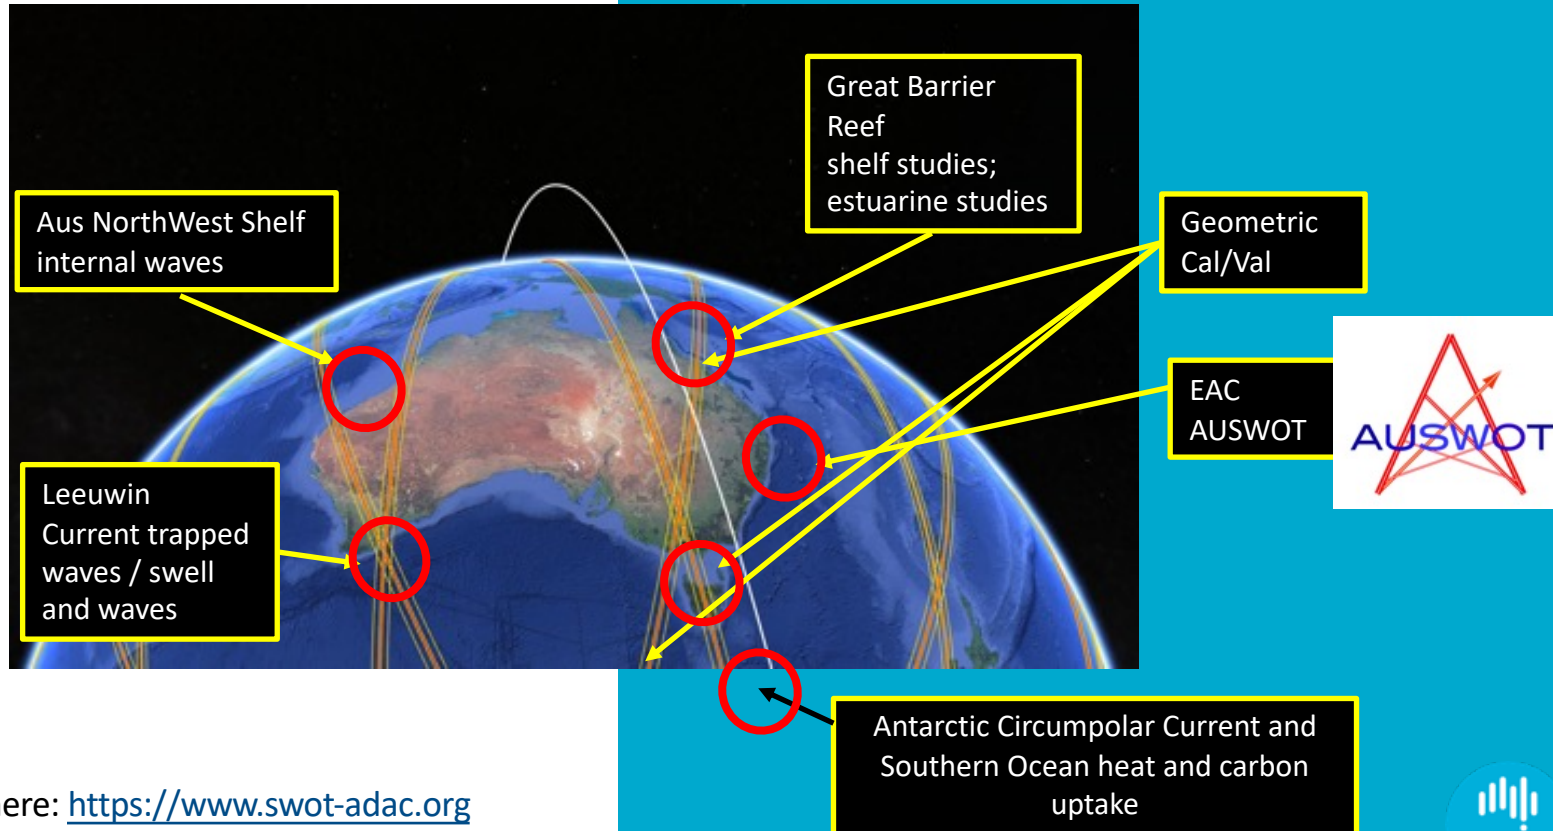 Great Barrier
Reef
shelf studies;
estuarine studies
Aus NorthWest Shelf
internal waves
Geometric
Cal/Val
EAC
AUSWOT
AUSWOT
Leeuwin
Current trapped
waves / swell
and waves
Antarctic Circumpolar Current and
Southern Ocean heat and carbon
uptake
here: https://www.swot-adac.org